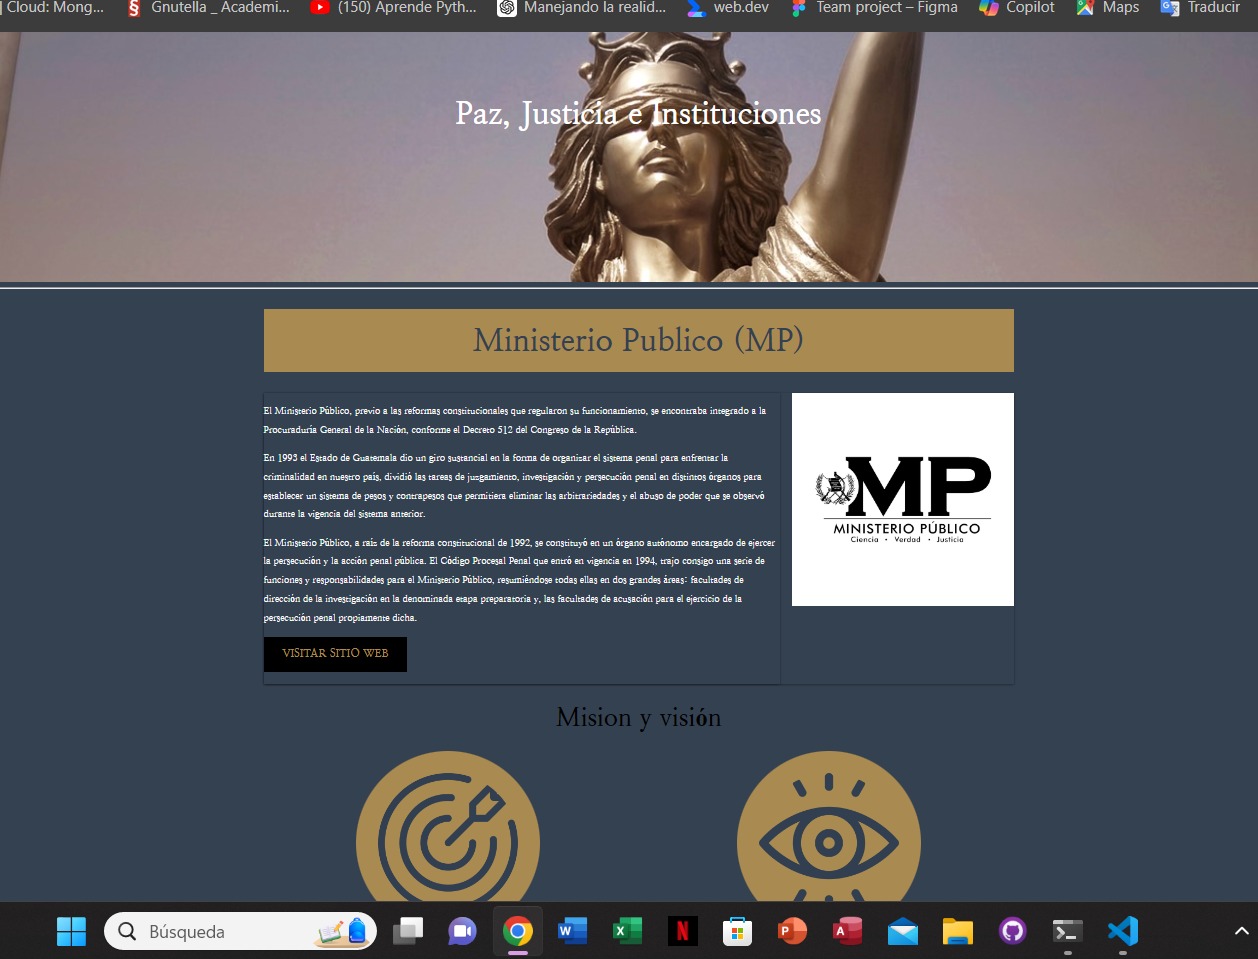 Cloud: Mong...
Gnutella _ Academi...
(150) Aprende Pyth...
Manejando la realid...
web.dev
Team project – Figma
Copilot
Maps
Traducir
Paz, Justicia e Instituciones
Ministerio Publico (MP)
El Ministerio Público, previo a las reformas constitucionales que regularon su funcionamiento, se encontraba integrado a la
Procuraduría General de la Nación, conforme el Decreto 512 del Congreso de la República.
En 1993 el Estado de Guatemala dio un giro sustancial en la forma de organizar el sistema penal para enfrentar la
criminalidad en nuestro país, dividió las tareas de juzgamiento, investigación y persecución penal en distintos órganos para
establecer un sistema de pesos y contrapesos que permitiera eliminar las arbitrariedades y el abuso de poder que se observó
durante la vigencia del sistema anterior.
El Ministerio Público, a raíz de la reforma constitucional de 1992, se constituyó en un órgano autónomo encargado de ejercer
la persecución y la acción penal pública. El Código Procesal Penal que entró en vigencia en 1994, trajo consigo una serie de
funciones y responsabilidades para el Ministerio Público, resumiéndose todas ellas en dos grandes áreas: facultades de
dirección de la investigación en la denominada etapa preparatoria y, las facultades de acusación para el ejercicio de la
persecución penal propiamente dicha.
VISITAR SITIO WEB
MP
MINISTERIO PÚBLICO
Ciencia • Verdad • Justicia
Mision y visión
Búsqueda